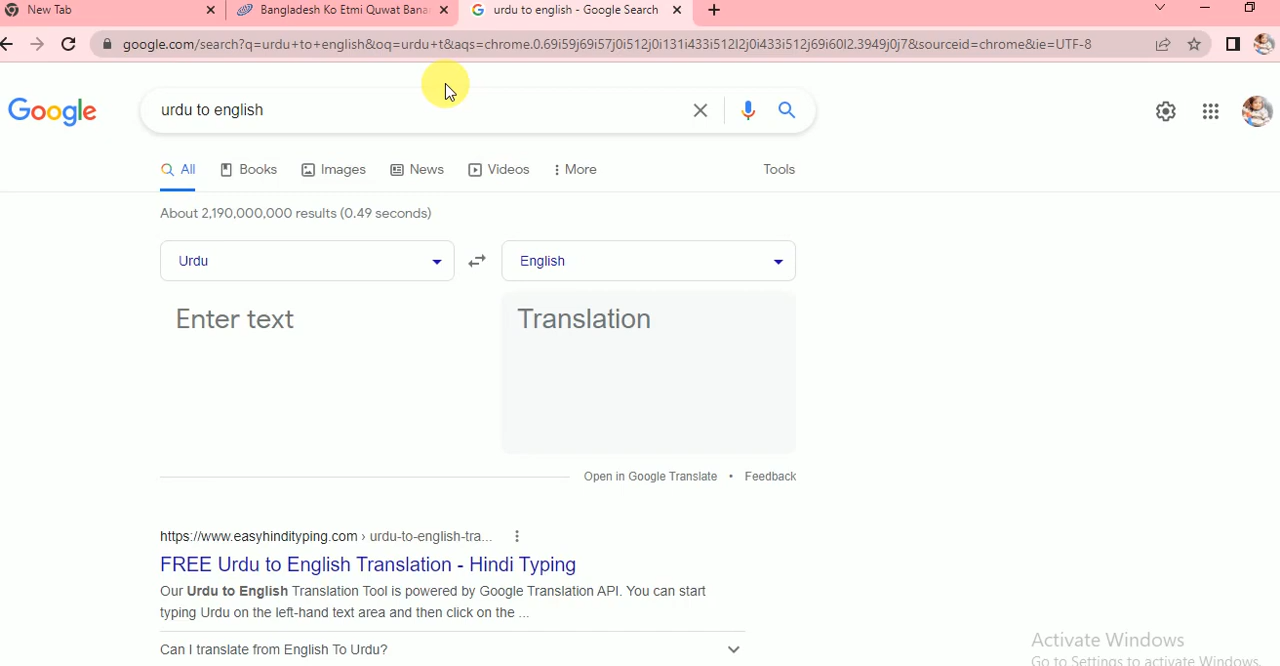 New Tab
Bangladesh Ko Etmi Quwat Bana
urdu to english - Google Search
google.com/search?q=urdu+to+english&oq=urdu+t&aqs=chrome.0.69i59j69i57j0i512j0i131i433i512l2j0i433i512j69i60l2.3949j0j7&sourceid=chrome&ie=UTF-8
Google
urdu to english
All
Books
Images
News
Videos
More
Tools
About 2,190,000,000 results (0.49 seconds)
Urdu
English
Enter text
Translation
Open in Google Translate • Feedback
https://www.easyhindityping.com › urdu-to-english-tra...
FREE Urdu to English Translation - Hindi Typing
Our Urdu to English Translation Tool is powered by Google Translation API. You can start
typing Urdu on the left-hand text area and then click on the ...
Can I translate from English To Urdu?
Activate Windows
Go to Settings to activate Windows.